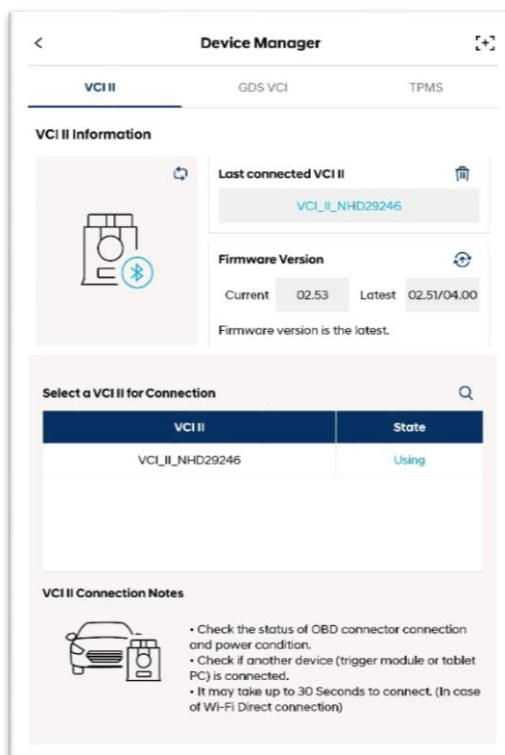 Device Manager
VCI II
GDS VCI
TPMS
VCI II Information
Last connected VCI II
VCI_II_NHD29246
Firmware Version
Current 02.53 Latest 02.51/04.00
Firmware version is the latest.
Select a VCI II for Connection
VCI II State
VCI_II_NHD29246 Using
VCI II Connection Notes
• Check the status of OBD connector connection
and power condition.
• Check if another device (trigger module or tablet
PC) is connected.
• It may take up to 30 Seconds to connect. (In case
of Wi-Fi Direct connection)